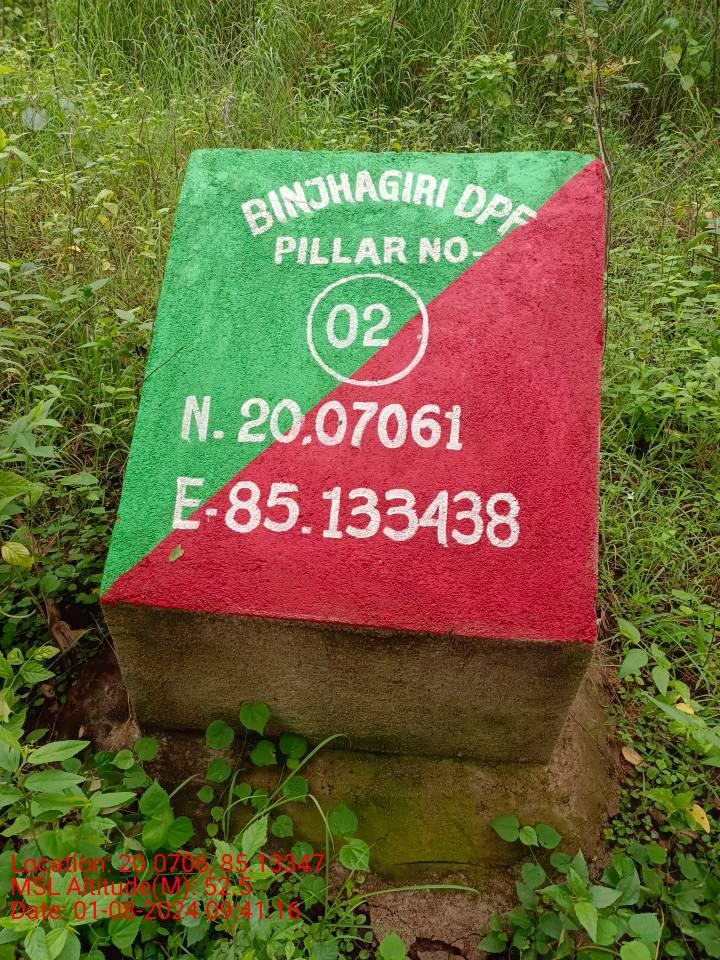 BINJHAGIRI DPF
PILLAR NO-
02
N. 20.07061
E-85.133438
Location: 20.0706, 85.13347
MSL Altitude(M): 52.5
Date: 01-08-2024 09:41.16